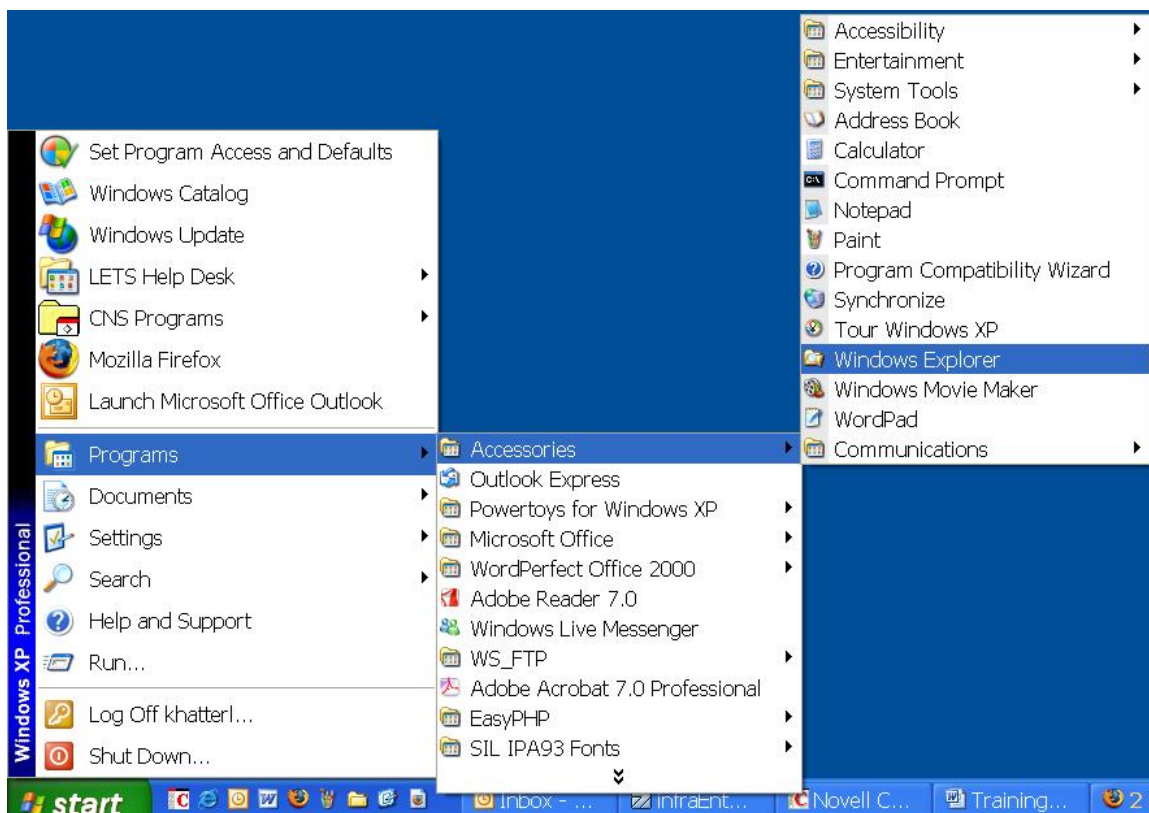 Set Program Access and Defaults
Windows Catalog
Windows Update
LETS Help Desk
CNS Programs
Mozilla Firefox
Launch Microsoft Office Outlook
Programs
Documents
Settings
Search
Help and Support
Run...
Log Off khatterl...
Shut Down...
Windows XP Professional
Accessories
Outlook Express
Powertoys for Windows XP
Microsoft Office
WordPerfect Office 2000
Adobe Reader 7.0
Windows Live Messenger
WS_FTP
Adobe Acrobat 7.0 Professional
EasyPHP
SIL IPA93 Fonts
Accessibility
Entertainment
System Tools
Address Book
Calculator
Command Prompt
Notepad
Paint
Program Compatibility Wizard
Synchronize
Tour Windows XP
Windows Explorer
Windows Movie Maker
WordPad
Communications
start
Inbox - ...
infraEnt...
Novell C...
Training...
2